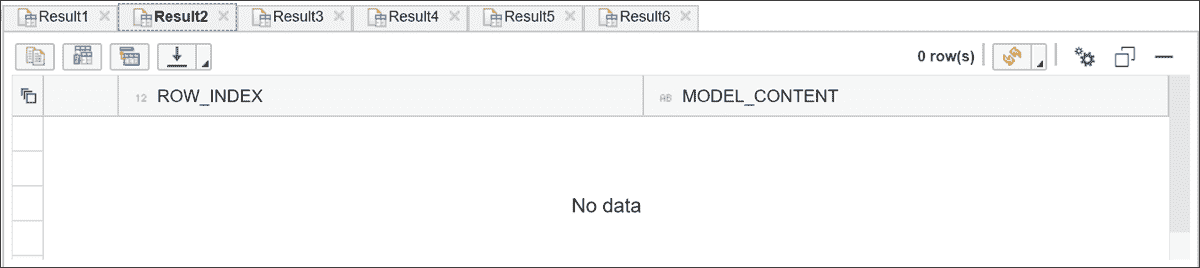 Result1 Result2 Result3 Result4 Result5 Result6
0 row(s)
12 ROW_INDEX AB MODEL_CONTENT
No data